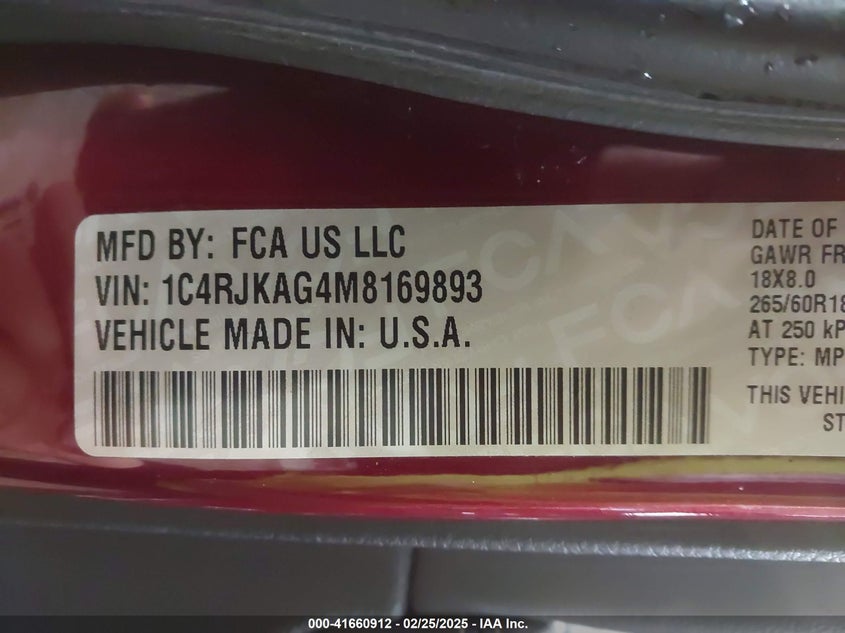 MFD BY: FCA US LLC
VIN: 1C4RJKAG4M8169893
VEHICLE MADE IN: U.S.A.
DATE OF
GAWR FR
18X8.0
265/60R18
AT 250 kP
TYPE: MP
THIS VEHI
ST
000-41660912 - 02/25/2025 - IAA Inc.